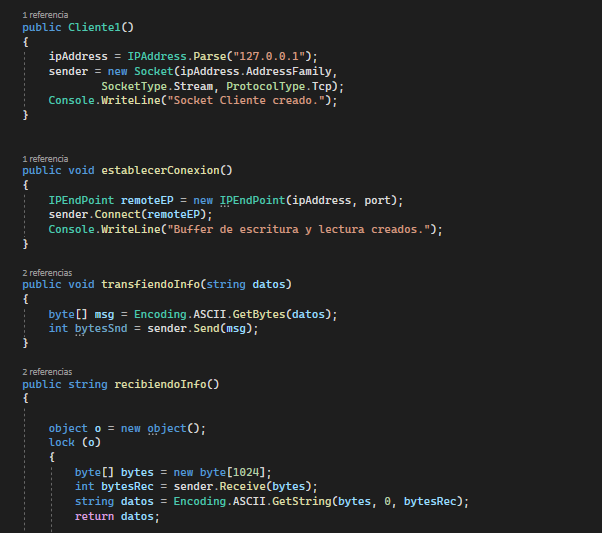 1 referencia
public Cliente1()
{
ipAddress = IPAddress.Parse("127.0.0.1");
sender = new Socket(ipAddress.AddressFamily,
SocketType.Stream, ProtocolType.Tcp);
Console.WriteLine("Socket Cliente creado.");
}
1 referencia
public void establecerConexion()
{
IPEndPoint remoteEP = new IPEndPoint(ipAddress, port);
sender.Connect(remoteEP);
Console.WriteLine("Buffer de escritura y lectura creados.");
}
2 referencias
public void transfiendoInfo(string datos)
{
byte[] msg = Encoding.ASCII.GetBytes(datos);
int bytesSnd = sender.Send(msg);
}
2 referencias
public string recibiendoInfo()
{
object o = new object();
lock (o)
{
byte[] bytes = new byte[1024];
int bytesRec = sender.Receive(bytes);
string datos = Encoding.ASCII.GetString(bytes, 0, bytesRec);
return datos;